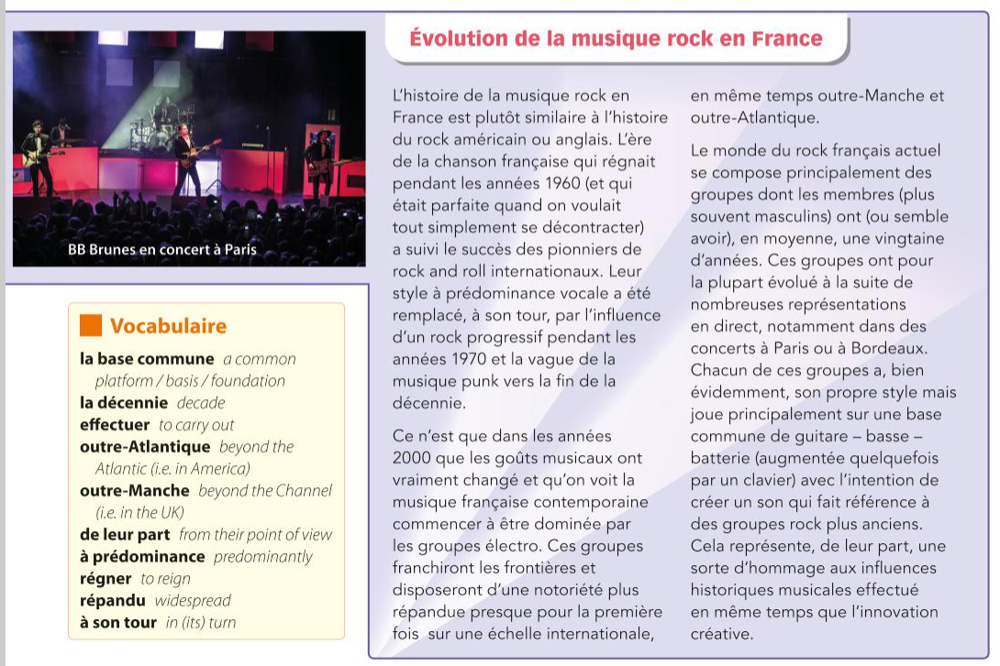 Évolution de la musique rock en France
BB Brunes en concert à Paris
Vocabulaire
la base commune a common
platform / basis / foundation
la décennie decade
effectuer to carry out
outre-Atlantique beyond the
Atlantic (i.e. in America)
outre-Manche beyond the Channel
(i.e. in the UK)
de leur part from their point of view
à prédominance predominantly
régner to reign
répandu widespread
à son tour in (its) turn
L'histoire de la musique rock en
France est plutôt similaire à l'histoire
du rock américain ou anglais. L'ère
de la chanson française qui régnait
pendant les années 1960 (et qui
était parfaite quand on voulait
tout simplement se décontracter)
a suivi le succès des pionniers de
rock and roll internationaux. Leur
style à prédominance vocale a été
remplacé, à son tour, par l'influence
d'un rock progressif pendant les
années 1970 et la vague de la
musique punk vers la fin de la
décennie.
Ce n'est que dans les années
2000 que les goûts musicaux ont
vraiment changé et qu'on voit la
musique française contemporaine
commencer à être dominée par
les groupes électro. Ces groupes
franchiront les frontières et
disposeront d'une notoriété plus
répandue presque pour la première
fois sur une échelle internationale,
en même temps outre-Manche et
outre-Atlantique.
Le monde du rock français actuel
se compose principalement des
groupes dont les membres (plus
souvent masculins) ont (ou semble
avoir), en moyenne, une vingtaine
d'années. Ces groupes ont pour
la plupart évolué à la suite de
nombreuses représentations
en direct, notamment dans des
concerts à Paris ou à Bordeaux.
Chacun de ces groupes a, bien
évidemment, son propre style mais
joue principalement sur une base
commune de guitare – basse –
batterie (augmentée quelquefois
par un clavier) avec l'intention de
créer un son qui fait référence à
des groupes rock plus anciens.
Cela représente, de leur part, une
sorte d'hommage aux influences
historiques musicales effectué
en même temps que l'innovation
créative.